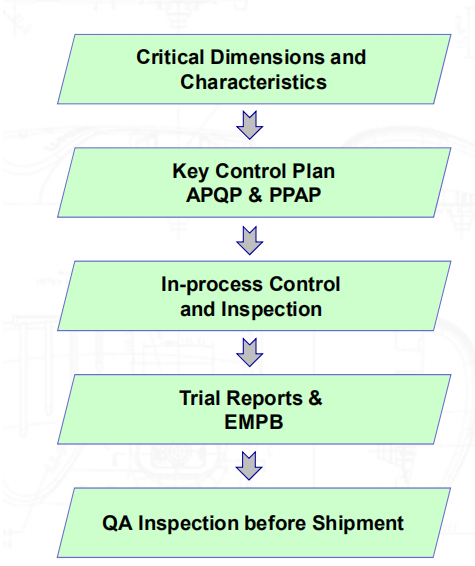 Critical Dimensions and
Characteristics
Key Control Plan
APQP & PPAP
In-process Control
and Inspection
Trial Reports &
EMPB
QA Inspection before Shipment